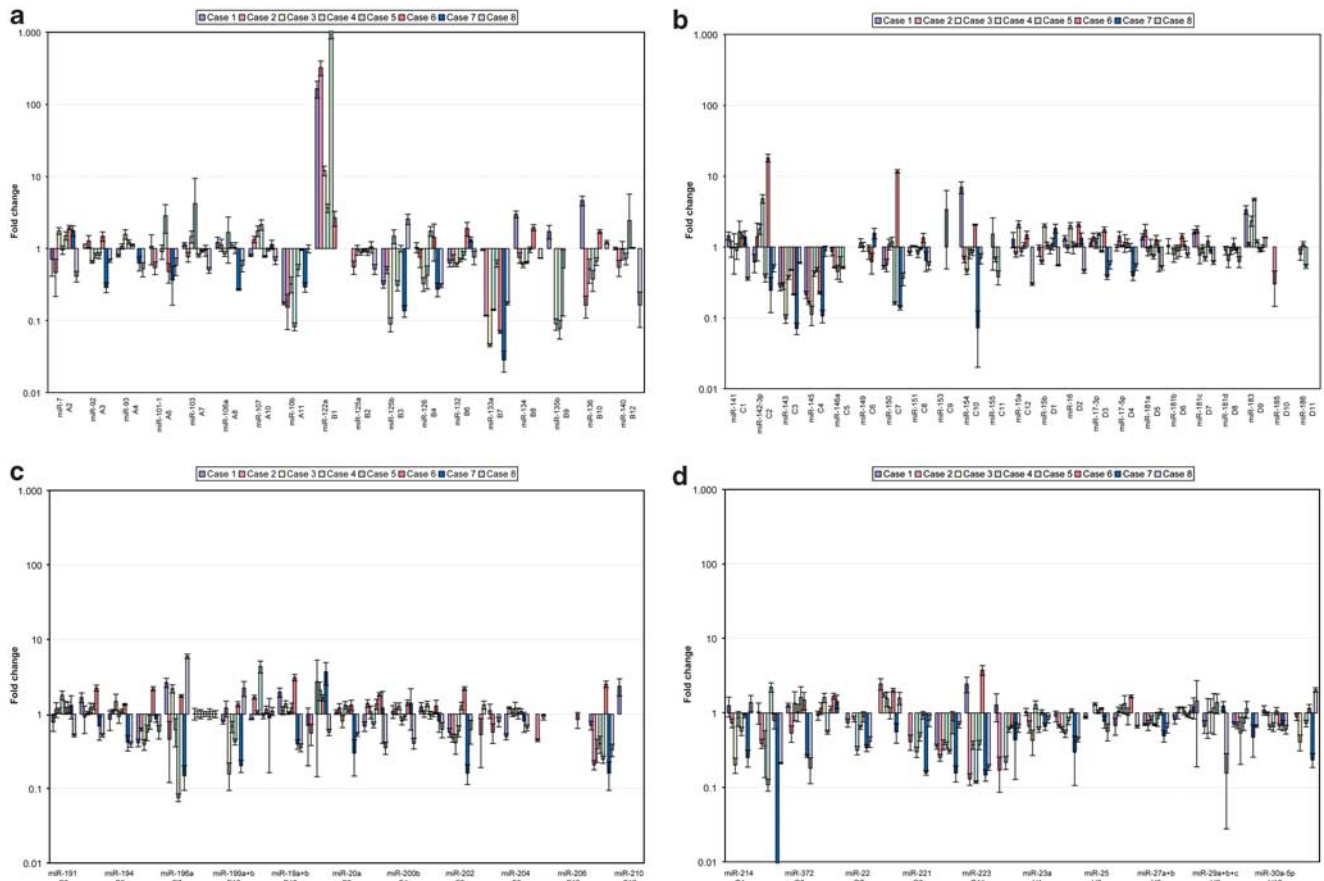 a
Case 1 Case 2 Case 3 Case 4 Case 5 Case 6 Case 7 Case 8
1.000
100
10
1
0.1
0.01
Fold change
miR-7 A2
miR-92 A3
miR-93 A4
miR-101-1 A6
miR-103 A7
miR-106a A8
miR-107 A10
miR-10b A11
miR-122a B1
miR-125a B2
miR-125b B3
miR-126 B4
miR-132 B6
miR-133a B7
miR-134 B8
miR-135b B9
miR-136 B10
miR-140 B12
b
Case 1 Case 2 Case 3 Case 4 Case 5 Case 6 Case 7 Case 8
1.000
100
10
1
0.1
0.01
Fold change
miR-141 C1
miR-142-3p C2
miR-143 C3
miR-145 C4
miR-146a C5
miR-149 C6
miR-150 C7
miR-151 C8
miR-153 C9
miR-154 C10
miR-155 C11
miR-15a C12
miR-15b D1
miR-16 D2
miR-17-3p D3
miR-17-5p D4
miR-181a D5
miR-181b D6
miR-181c D7
miR-181d D8
miR-183 D9
miR-185 D10
miR-186 D11
c
Case 1 Case 2 Case 3 Case 4 Case 5 Case 6 Case 7 Case 8
1.000
100
10
1
0.1
0.01
Fold change
miR-191 miR-194 miR-196a miR-199a+b miR-19a+b miR-20a miR-200b miR-202 miR-204 miR-206 miR-210
d
Case 1 Case 2 Case 3 Case 4 Case 5 Case 6 Case 7 Case 8
1.000
100
10
1
0.1
0.01
Fold change
miR-214 miR-372 miR-22 miR-221 miR-223 miR-23a miR-25 miR-27a+b miR-29a+b+c miR-30a-5p